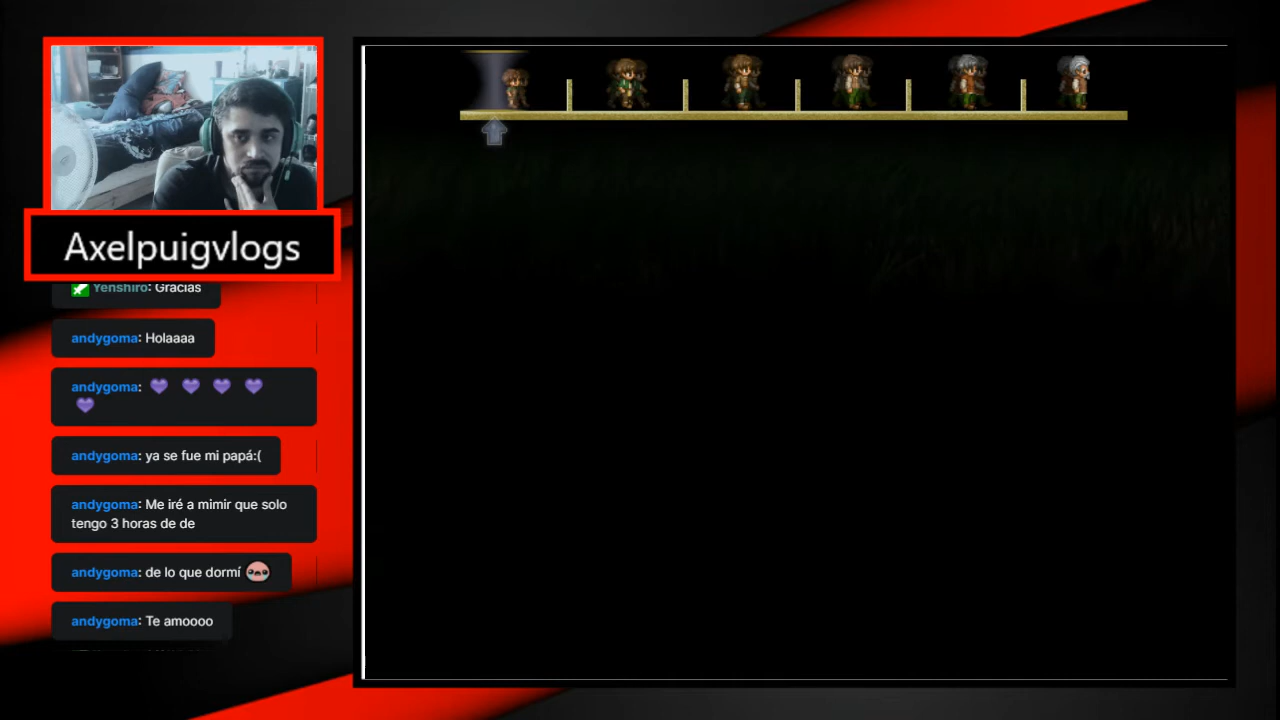 Axelpuigvlogs
Yenshiro: Gracias
andygoma: Holaaaa
andygoma:
andygoma: ya se fue mi papá:(
andygoma: Me iré a mimir que solo
tengo 3 horas de de
andygoma: de lo que dormí
andygoma: Te amoooo